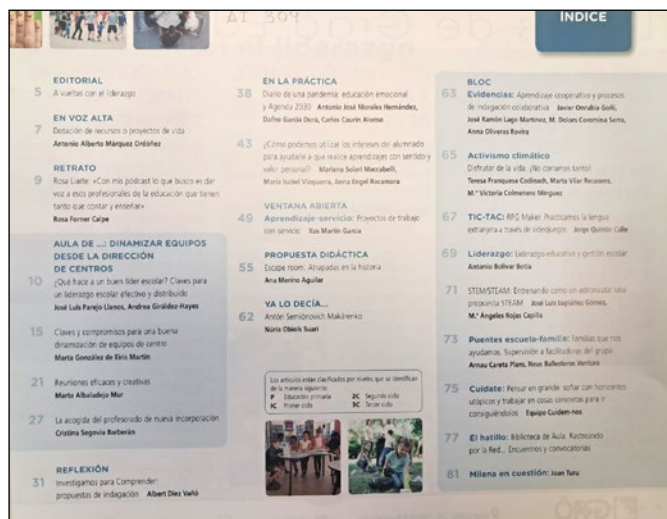 AI_304
ÍNDICE
EDITORIAL
5 A vueltas con el liderazgo
EN VOZ ALTA
7 Dotación de recursos o proyectos de vida
Antonio Alberto Márquez Ordóñez
RETRATO
9 Rosa Liarte: «Con mis pódcast lo que busco es dar
voz a esos profesionales de la educación que tienen
tanto que contar y enseñar»
Rosa Forner Calpe
AULA DE ...: DINAMIZAR EQUIPOS
DESDE LA DIRECCIÓN
DE CENTROS
10 ¿Qué hace a un buen líder escolar? Claves para
un liderazgo escolar efectivo y distribuido
José Luis Parejo Llanos, Andrea Giráldez-Hayes
15 Claves y compromisos para una buena
dinamización de equipos de centro
Marta González de Eiris Martín
21 Reuniones eficaces y creativas
Marta Albaladejo Mur
27 La acogida del profesorado de nueva incorporación
Cristina Segovia Barberán
REFLEXIÓN
31 Investigamos para Comprender:
propuestas de indagación Albert Díez Vañó
EN LA PRÁCTICA
38 Diario de una pandemia: educación emocional
y Agenda 2030 Antonio José Morales Hernández,
Dafne García Durá, Carlos Caurín Alonso
43 ¿Cómo podemos utilizar los intereses del alumnado
para ayudarle a que realice aprendizajes con sentido y
valor personal? Mariana Solari Maccabelli,
María Isabel Vizquerra, Anna Engel Rocamora
VENTANA ABIERTA
49 Aprendizaje-servicio: Proyectos de trabajo
con servicio Xus Martín García
PROPUESTA DIDÁCTICA
55 Escape room: Atrapadas en la historia
Ana Merino Aguilar
YA LO DECÍA...
62 Antón Semiónovich Makárenko
Núria Obiols Suari
Los artículos están clasificados por niveles que se identifican
de la manera siguiente:
P Educación primaria 2C Segundo ciclo
1C Primer ciclo 3C Tercer ciclo
BLOC
63 Evidencias: Aprendizaje cooperativo y procesos
de indagación colaborativa Javier Onrubia Goñi,
José Ramón Lago Martínez, M. Dolors Coromina Serra,
Anna Oliveras Rovira
65 Activismo climático
Disfrutar de la vida. ¡No corramos tanto!
Teresa Franquesa Codinach, Marta Vilar Recasens,
M.ª Victoria Colmenero Mínguez
67 TIC-TAC: RPG Maker. Practicamos la lengua
extranjera a través de videojuegos Jorge Quintín Calle
69 Liderazgo: Liderazgo educativo y gestión escolar
Antonio Bolívar Botía
71 STEM/STEAM: Entrenando como un astronauta: una
propuesta STEAM José Luis Lupiáñez Gómez,
M.ª Ángeles Rojas Capilla
73 Puentes escuela-familia: Familias que nos
ayudamos. Supervisión a facilitadoras del grupo
Arnau Careta Plans, Neus Ballesteros Ventura
75 Cuídate: Pensar en grande: soñar con horizontes
utópicos y trabajar en cosas concretas para ir
consiguiéndolos Equipo Cuidem-nos
77 El hatillo: Biblioteca de Aula. Rastreando
por la Red... Encuentros y convocatorias
81 Milena en cuestión: Joan Turu